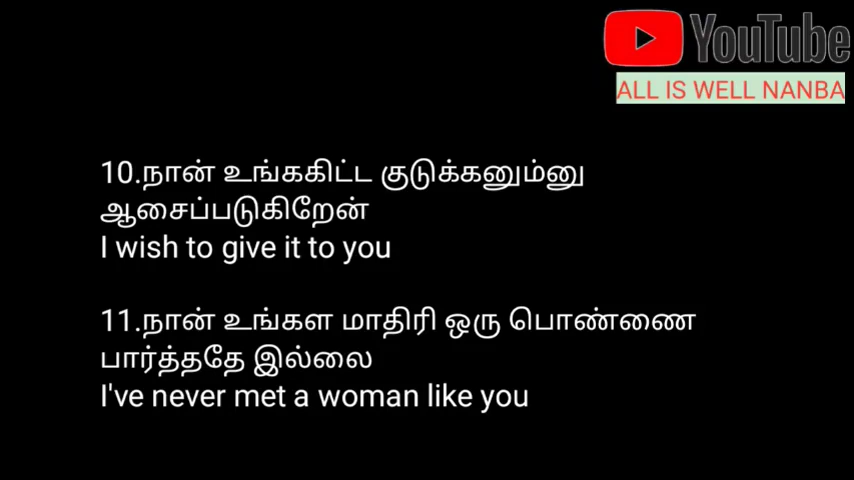 YouTube
ALL IS WELL NANBA
10.நான் உங்ககிட்ட குடுக்கனும்னு
ஆசைப்படுகிறேன்
I wish to give it to you
11.நான் உங்கள மாதிரி ஒரு பொண்ணை
பார்த்ததே இல்லை
I've never met a woman like you